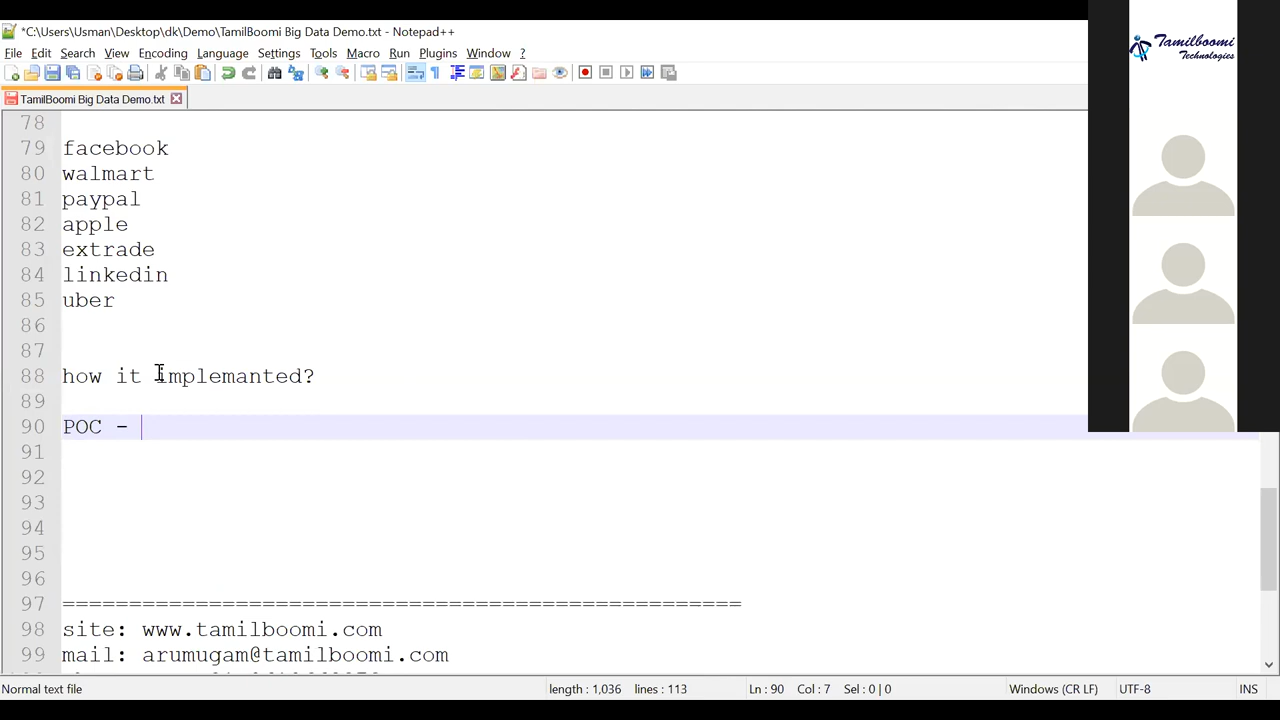 *C:\Users\Usman\Desktop\dk\Demo\TamilBoomi Big Data Demo.txt - Notepad++
File Edit Search View Encoding Language Settings Tools Macro Run Plugins Window ?
TamilBoomi Big Data Demo.txt
78
79 facebook
80 walmart
81 paypal
82 apple
83 extrade
84 linkedin
85 uber
86
87
88 how it implemanted?
89
90 POC -
91
92
93
94
95
96
97 ===================================================
98 site: www.tamilboomi.com
99 mail: arumugam@tamilboomi.com
Normal text file length : 1,036 lines : 113 Ln : 90 Col : 7 Sel : 0 | 0 Windows (CR LF) UTF-8 INS
Tamilboomi
Technologies